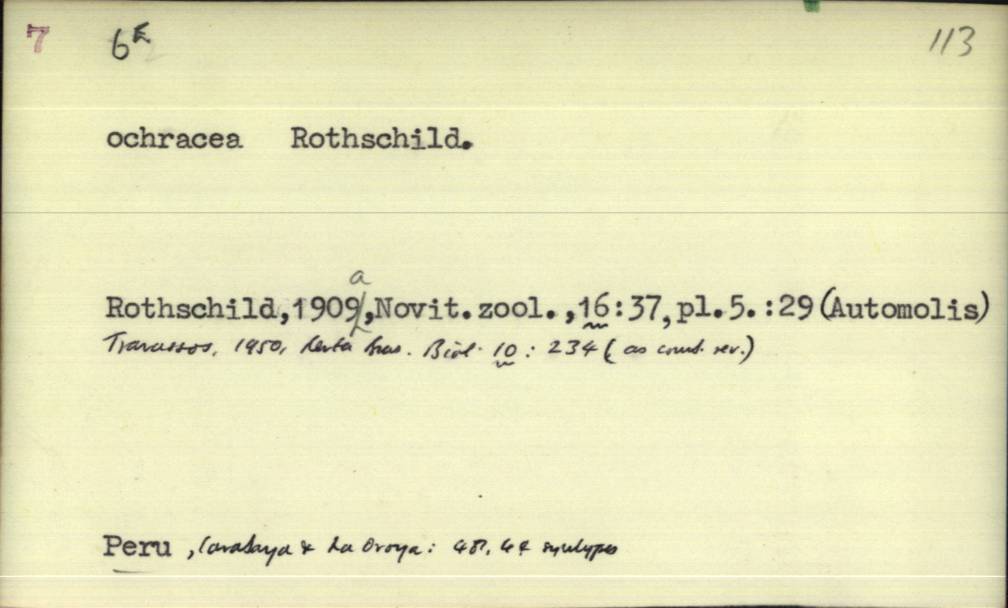 7 6 113
ochracea Rothschild.
a
Rothschild,1909,Novit.zool.,16:37,pl.5.:29(Automolis)
Travassos, 1950, Revta bras. Biol. 10: 234 (as comb. rev.)
Peru, Carabaya & La Oroya: 4♂, 4♀ syntypes